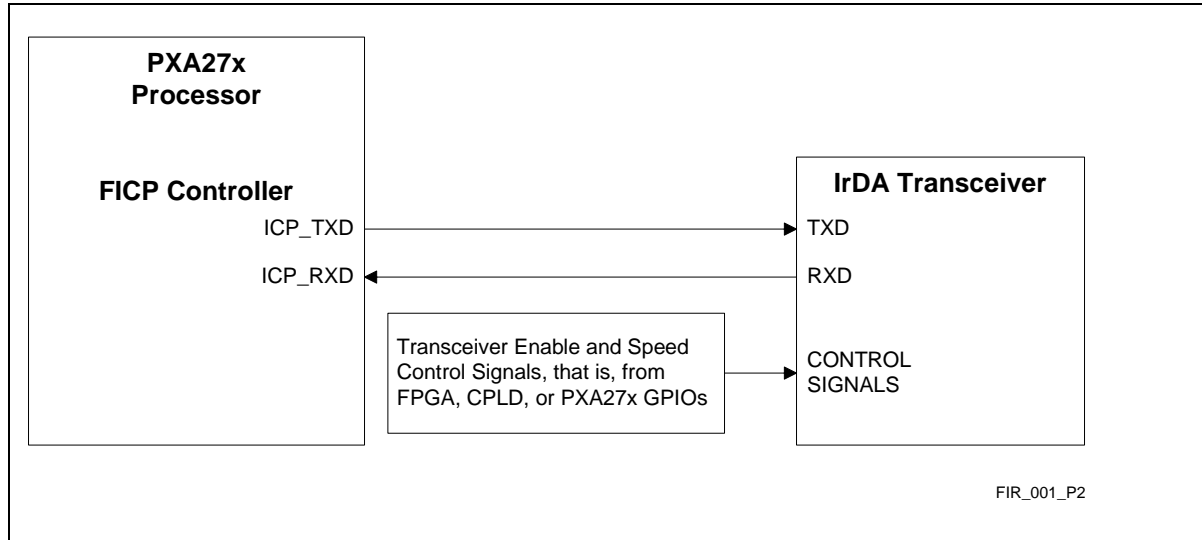 PXA27x
Processor
FICP Controller
ICP_TXD
ICP_RXD
IrDA Transceiver
TXD
RXD
CONTROL
SIGNALS
Transceiver Enable and Speed
Control Signals, that is, from
FPGA, CPLD, or PXA27x GPIOs
FIR_001_P2